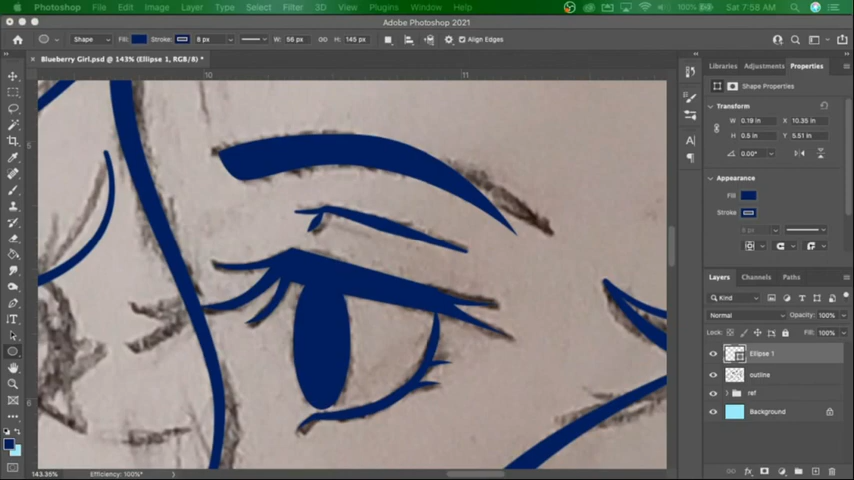 Photoshop File Edit Image Layer Type Select Filter 3D View Plugins Window Help 100% Sat 7:58 AM
Adobe Photoshop 2021
Shape Fill: Stroke: 8 px W: 56 px H: 145 px Align Edges
Blueberry Girl.psd @ 143% (Ellipse 1, RGB/8) *
Libraries Adjustments Properties
10 11
Shape Properties
Transform
W 0.19 in X 10.35 in
H 0.5 in Y 5.51 in
0.00°
Appearance
Fill
Stroke
8 px
Layers Channels Paths
Kind
Normal Opacity: 100%
Lock: Fill: 100%
Ellipse 1
outline
ref
Background
143.35% Efficiency: 100%*